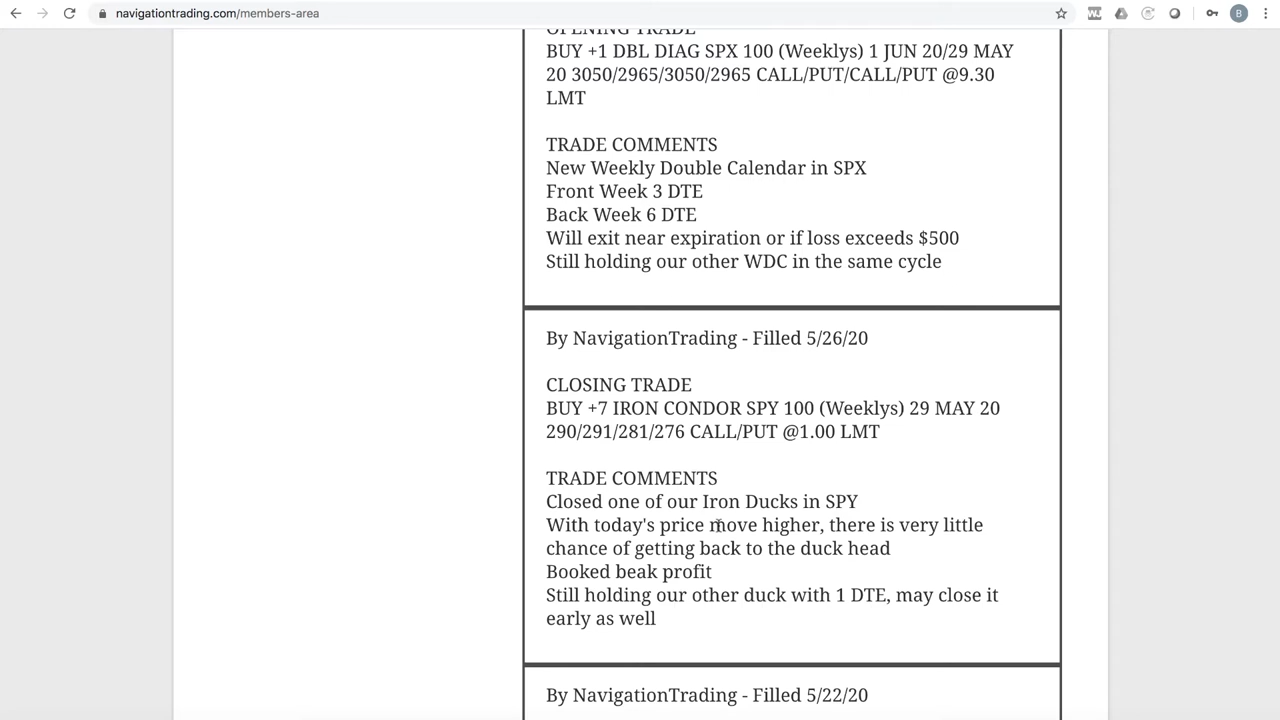 navigationtrading.com/members-area
B
OPENING TRADE
BUY +1 DBL DIAG SPX 100 (Weeklys) 1 JUN 20/29 MAY
20 3050/2965/3050/2965 CALL/PUT/CALL/PUT @9.30
LMT
TRADE COMMENTS
New Weekly Double Calendar in SPX
Front Week 3 DTE
Back Week 6 DTE
Will exit near expiration or if loss exceeds $500
Still holding our other WDC in the same cycle
By NavigationTrading - Filled 5/26/20
CLOSING TRADE
BUY +7 IRON CONDOR SPY 100 (Weeklys) 29 MAY 20
290/291/281/276 CALL/PUT @1.00 LMT
TRADE COMMENTS
Closed one of our Iron Ducks in SPY
With today's price move higher, there is very little
chance of getting back to the duck head
Booked beak profit
Still holding our other duck with 1 DTE, may close it
early as well
By NavigationTrading - Filled 5/22/20